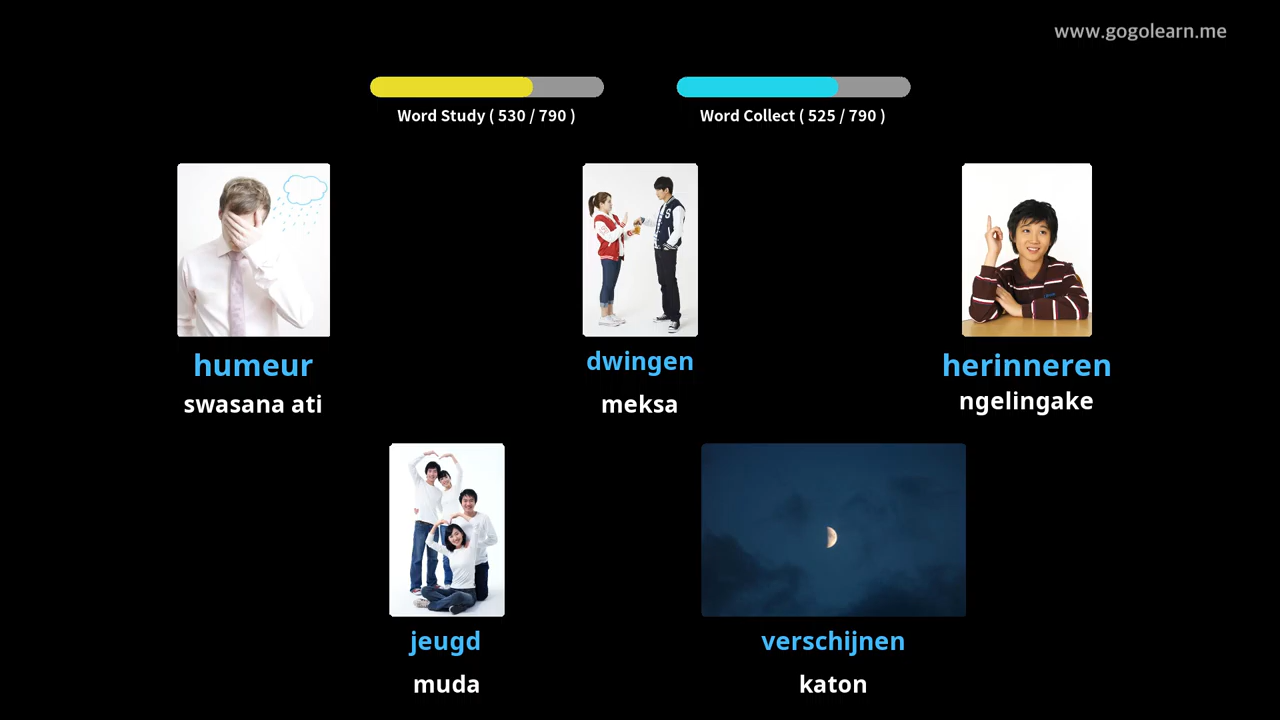 www.gogolearn.me
Word Study ( 530 / 790 )
Word Collect ( 525 / 790 )
humeur
swasana ati
dwingen
meksa
herinneren
ngelingake
jeugd
muda
verschijnen
katon